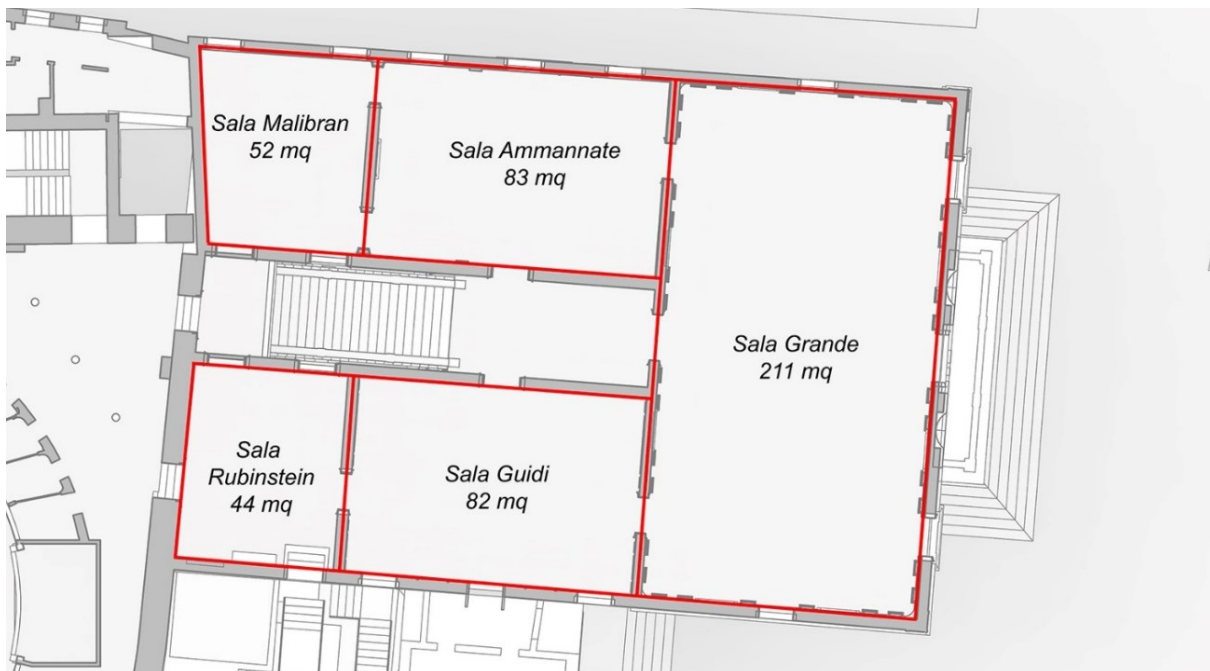 Sala Malibran
52 mq
Sala Ammannate
83 mq
Sala Grande
211 mq
Sala
Rubinstein
44 mq
Sala Guidi
82 mq